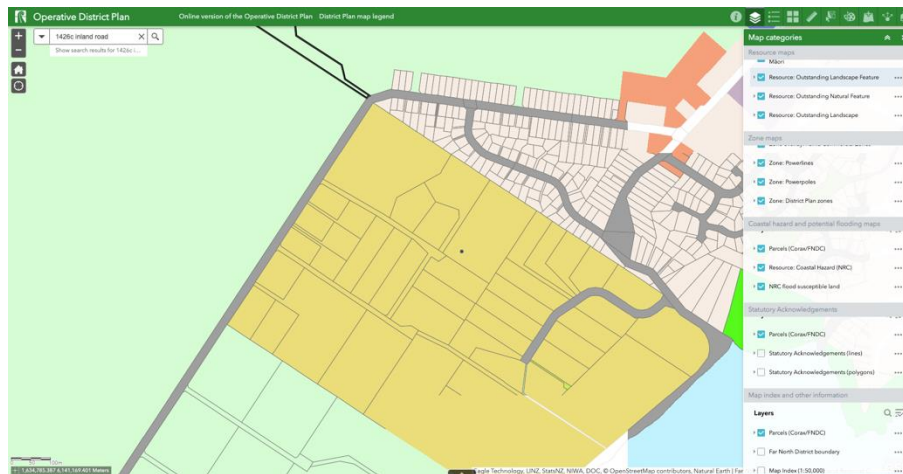 Operative District Plan
Online version of the Operative District Plan District Plan map legend
1426c inland road
Show search results for 1426c i...
Map categories
Resource maps
Māori
Resource: Outstanding Landscape Feature
Resource: Outstanding Natural Feature
Resource: Outstanding Landscape
Zone maps
Zone: Powerlines
Zone: Powerpoles
Zone: District Plan zones
Coastal hazard and potential flooding maps
Parcels (Corax/FNDC)
Resource: Coastal Hazard (NRC)
NRC flood susceptible land
Statutory Acknowledgements
Parcels (Corax/FNDC)
Statutory Acknowledgements (lines)
Statutory Acknowledgements (polygons)
Map index and other information
Layers
Parcels (Corax/FNDC)
Far North District boundary
Map Index (1:50,000)
Eagle Technology, LINZ, StatsNZ, NIWA, DOC, © OpenStreetMap contributors, Natural Earth | Far